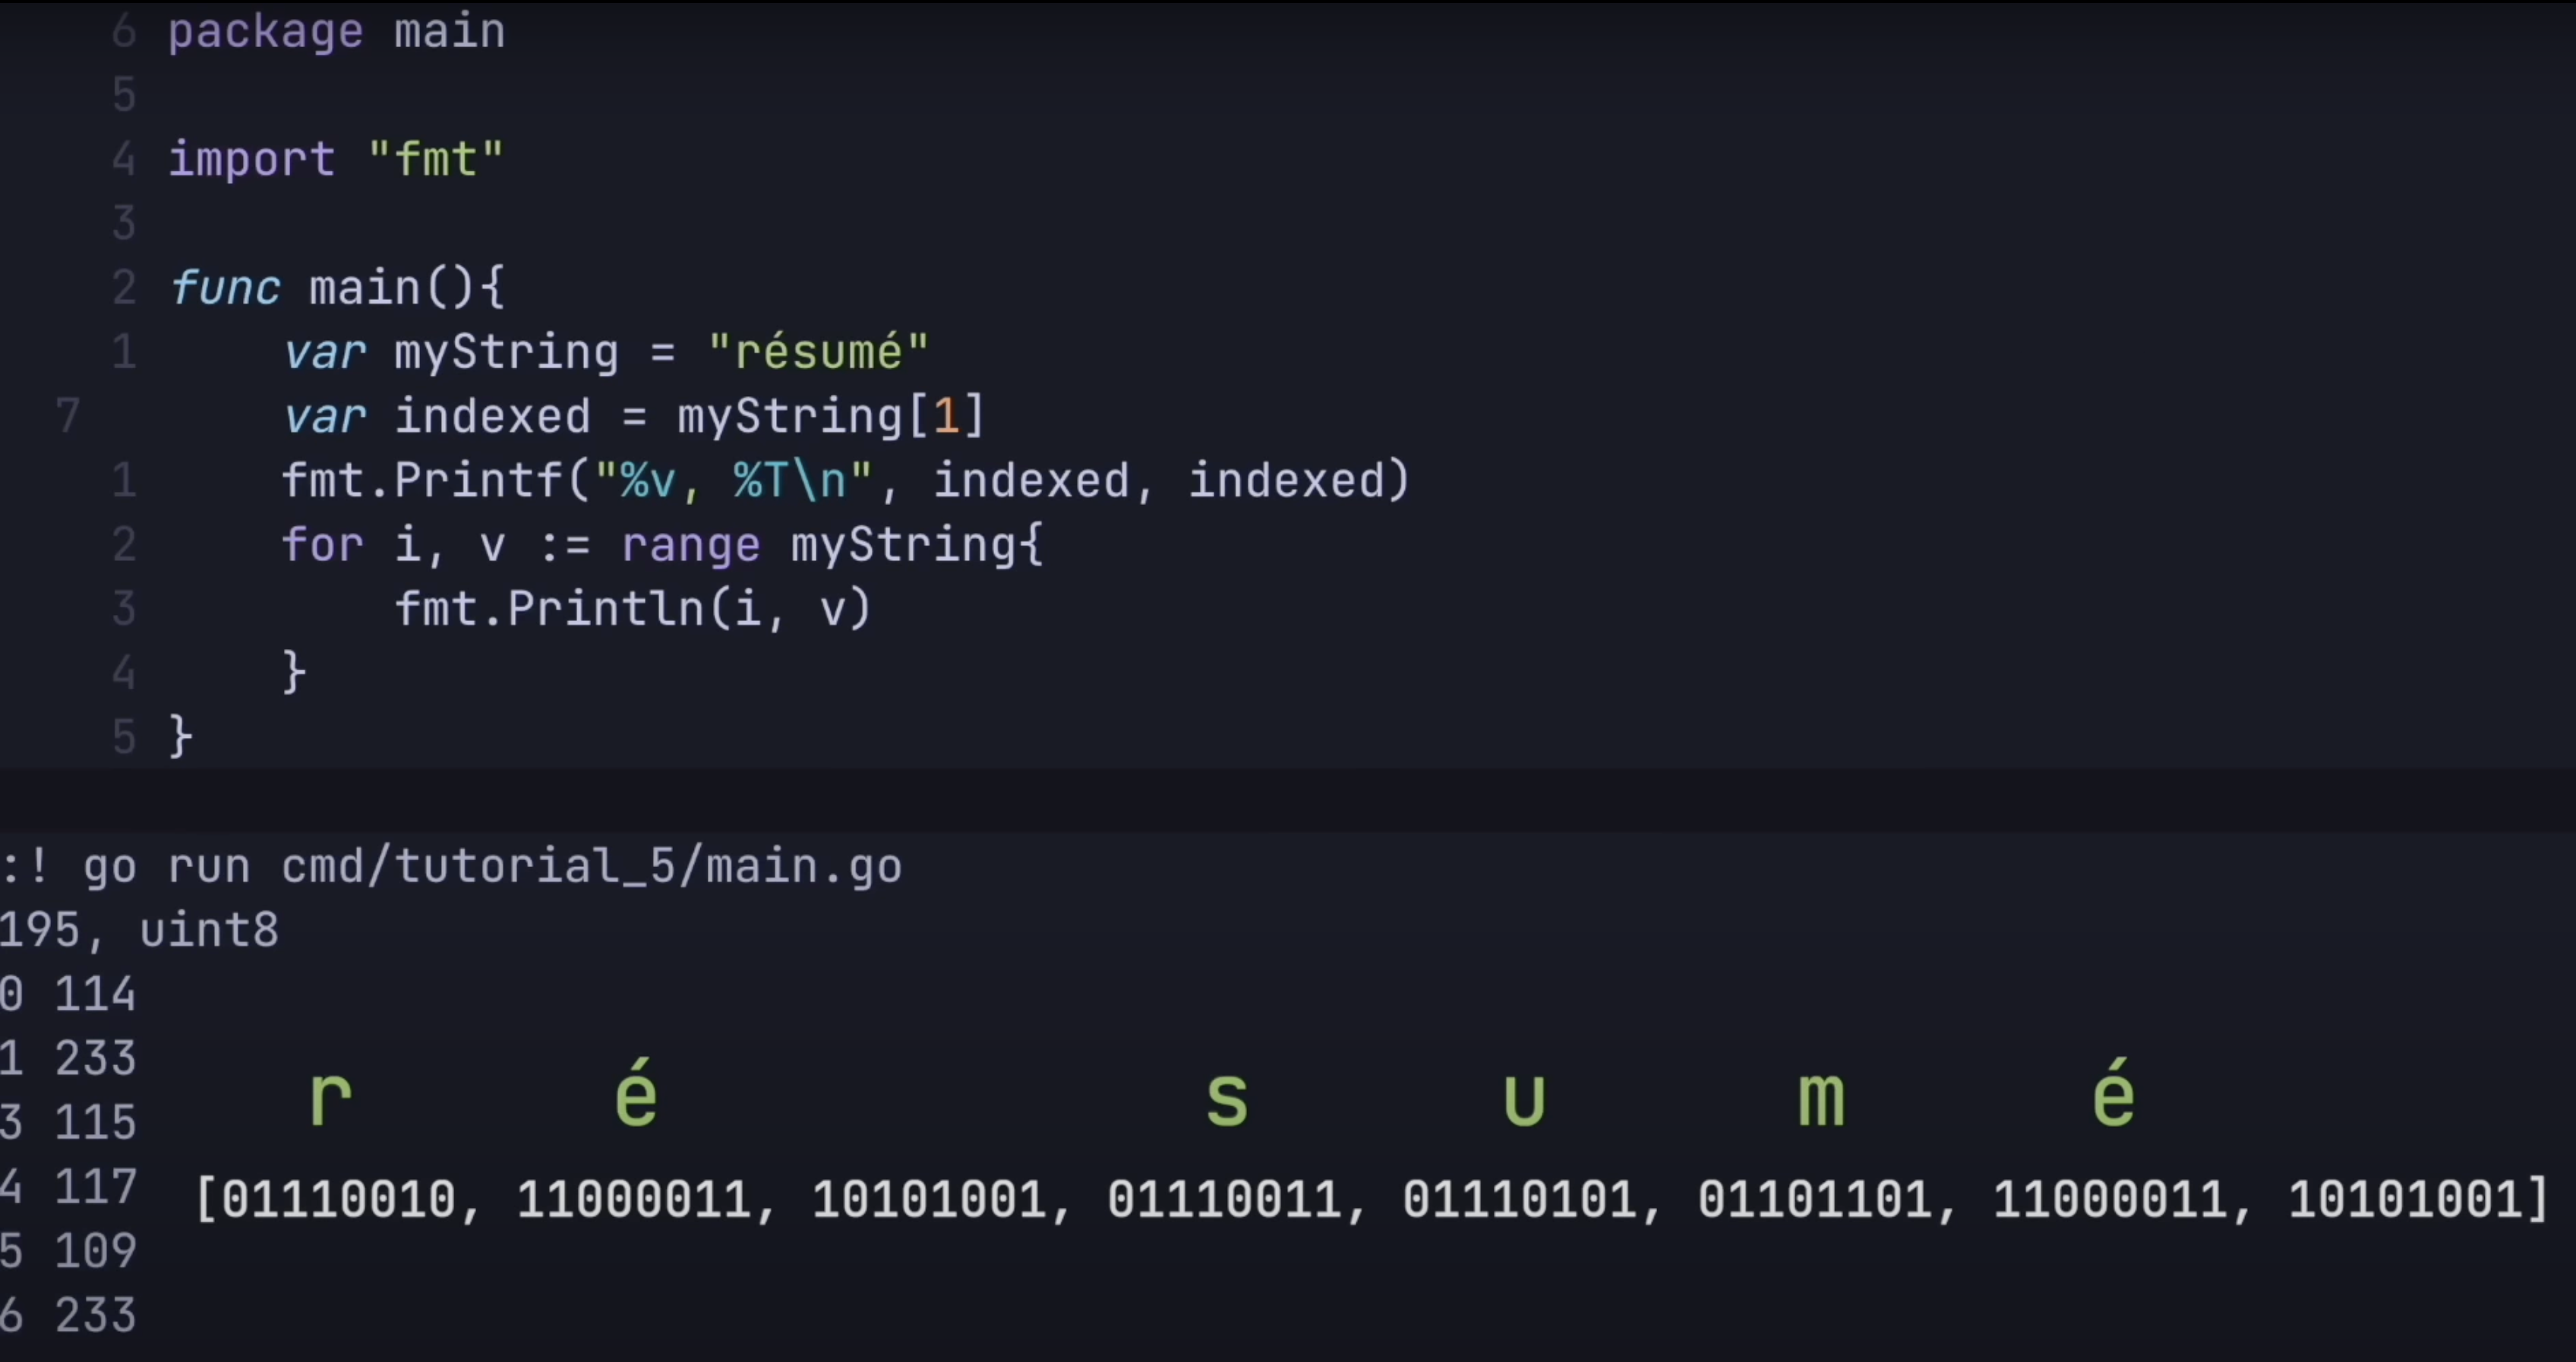 6 package main
5
4 import "fmt"
3
2 func main(){
1     var myString = "résumé"
7     var indexed = myString[1]
1     fmt.Printf("%v, %T\n", indexed, indexed)
2     for i, v := range myString{
3         fmt.Println(i, v)
4     }
5 }
:! go run cmd/tutorial_5/main.go
195, uint8
0 114
1 233
r é s u m é
3 115
4 117 [01110010, 11000011, 10101001, 01110011, 01110101, 01101101, 11000011, 10101001]
5 109
6 233